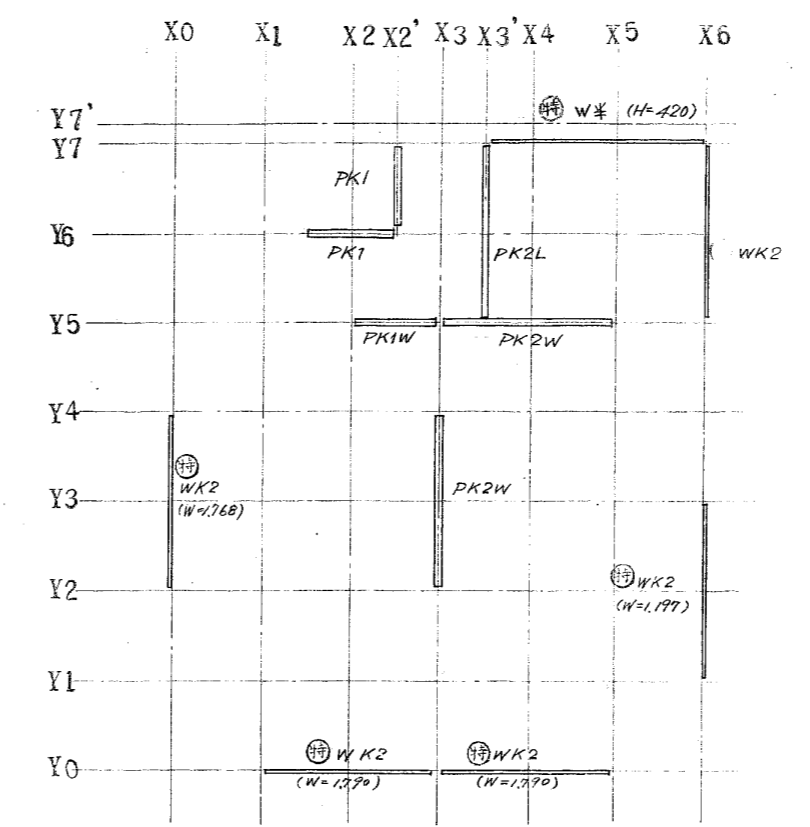 X0 X1 X2 X2' X3 X3' X4 X5 X6
Y7'
特 W¥ (H=420)
Y7
PK1
Y6
PK1
PK2L
WK2
Y5
PK1W
PK2W
Y4
特
WK2
(W=1.768)
PK2W
Y3
特 WK2
(W=1.197)
Y2
Y1
特 WK2
特 WK2
Y0
(W=1.790)
(W=1.790)